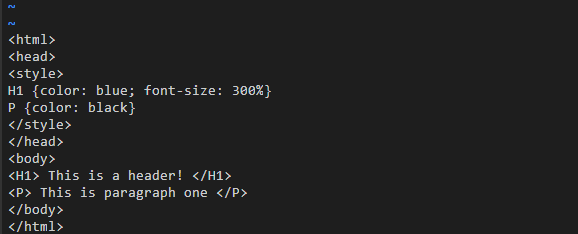 ~
~
<html>
<head>
<style>
H1 {color: blue; font-size: 300%}
P {color: black}
</style>
</head>
<body>
<H1> This is a header! </H1>
<P> This is paragraph one </P>
</body>
</html>